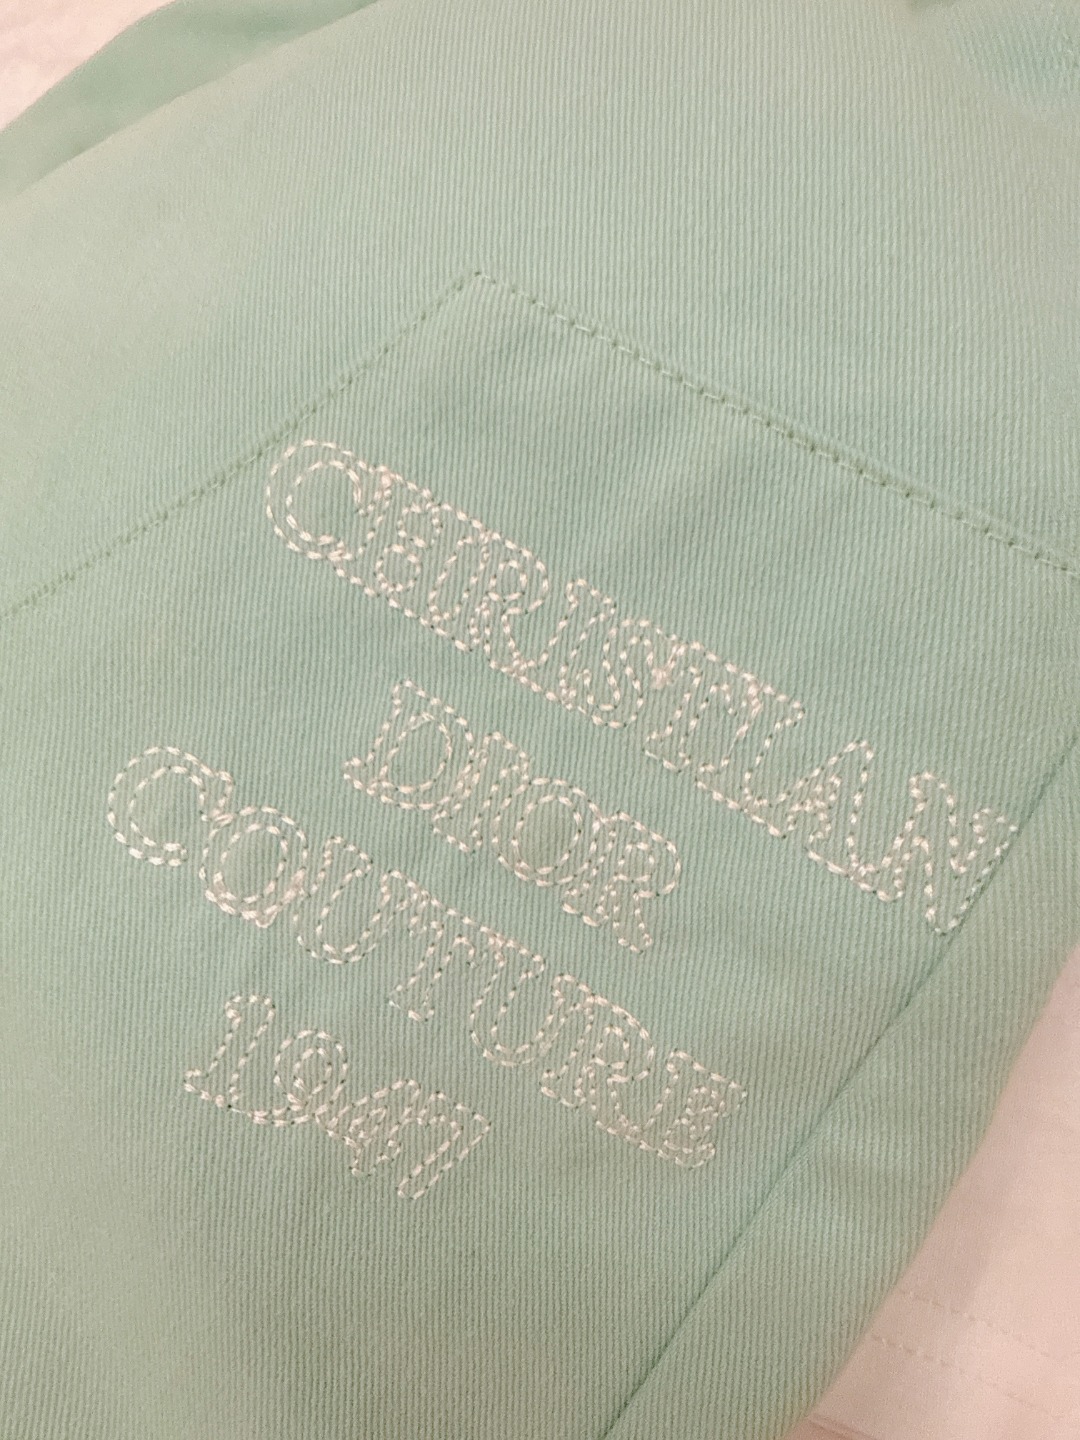 CHRISTIAN
DIOR
COUTURE
1947